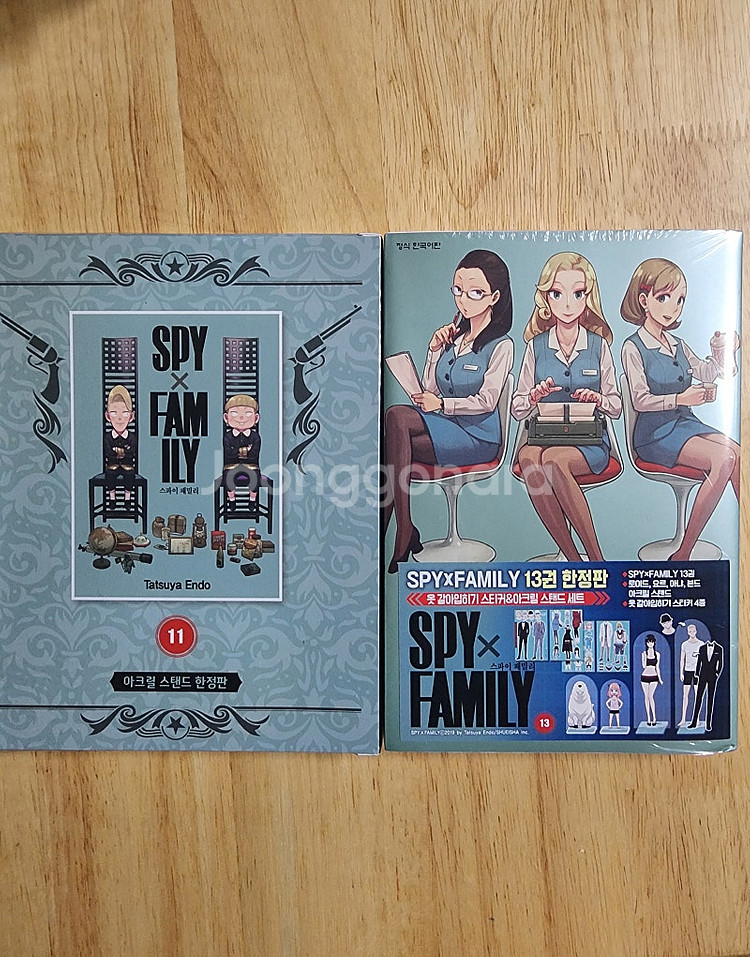 SPY
×
FAM
ILY
스파이 패밀리
Tatsuya Endo
11
아크릴 스탠드 한정판
정식 한국어판
SPY×FAMILY 13권 한정판
옷 갈아입히기 스티커&아크릴 스탠드 세트
◆SPY×FAMILY 13권
◆로이드, 요르, 아냐, 본드
아크릴 스탠드
◆옷 갈아입히기 스티커 4종
SPY×
스파이 패밀리
FAMILY
13
SPY×FAMILY©2019 by Tatsuya Endo/SHUEISHA Inc.
Joonggonara